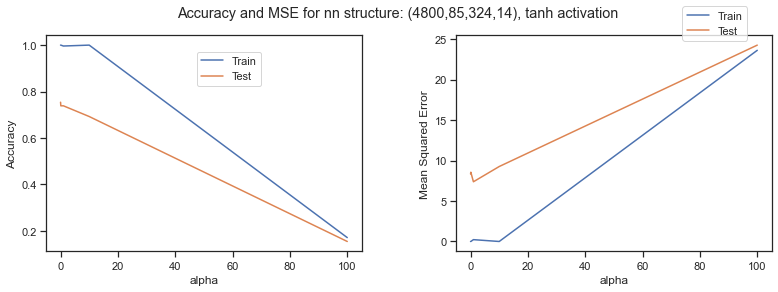 Accuracy and MSE for nn structure: (4800,85,324,14), tanh activation
1.0
0.8
0.6
0.4
0.2
Accuracy
Train
Test
0 20 40 60 80 100
alpha
25
20
15
10
5
0
Mean Squared Error
Train
Test
0 20 40 60 80 100
alpha